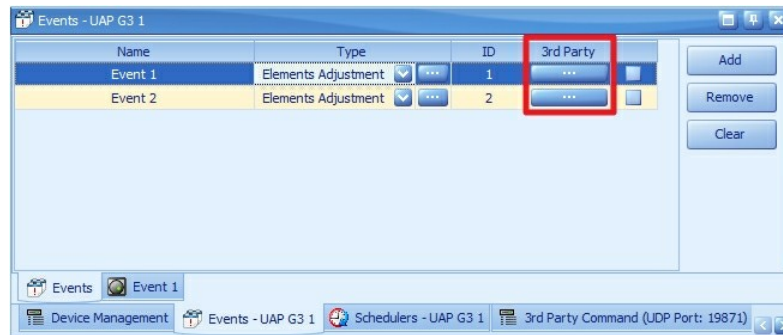 Events - UAP G3 1
Name Type ID 3rd Party
Event 1 Elements Adjustment ... 1 ...
Event 2 Elements Adjustment ... 2 ...
Add
Remove
Clear
Events Event 1
Device Management Events - UAP G3 1 Schedulers - UAP G3 1 3rd Party Command (UDP Port: 19871)